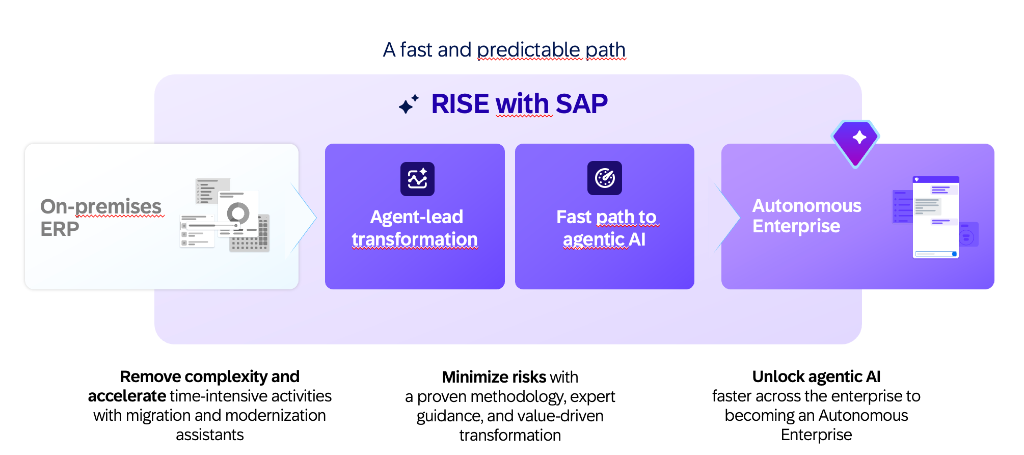 A fast and predictable path
RISE with SAP
On-premises
ERP
Agent-lead
transformation
Fast path to
agentic AI
Autonomous
Enterprise
Remove complexity and
accelerate time-intensive activities
with migration and modernization
assistants
Minimize risks with
a proven methodology, expert
guidance, and value-driven
transformation
Unlock agentic AI
faster across the enterprise to
becoming an Autonomous
Enterprise